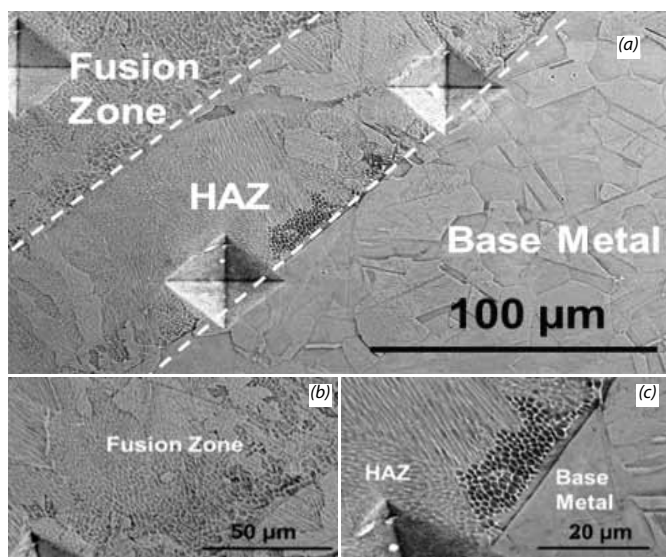 (a)
Fusion
Zone
HAZ
Base Metal
100 µm
(b)
Fusion Zone
50 µm
(c)
HAZ
Base
Metal
20 µm